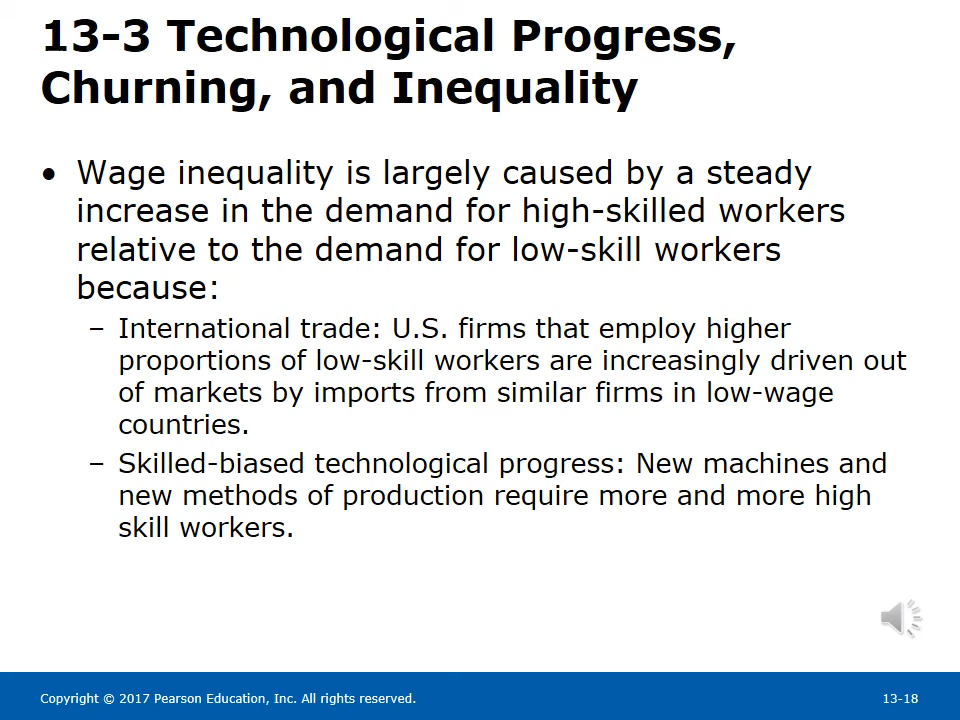 13-3 Technological Progress,
Churning, and Inequality
• Wage inequality is largely caused by a steady
increase in the demand for high-skilled workers
relative to the demand for low-skill workers
because:
– International trade: U.S. firms that employ higher
proportions of low-skill workers are increasingly driven out
of markets by imports from similar firms in low-wage
countries.
– Skilled-biased technological progress: New machines and
new methods of production require more and more high
skill workers.
Copyright © 2017 Pearson Education, Inc. All rights reserved.
13-18